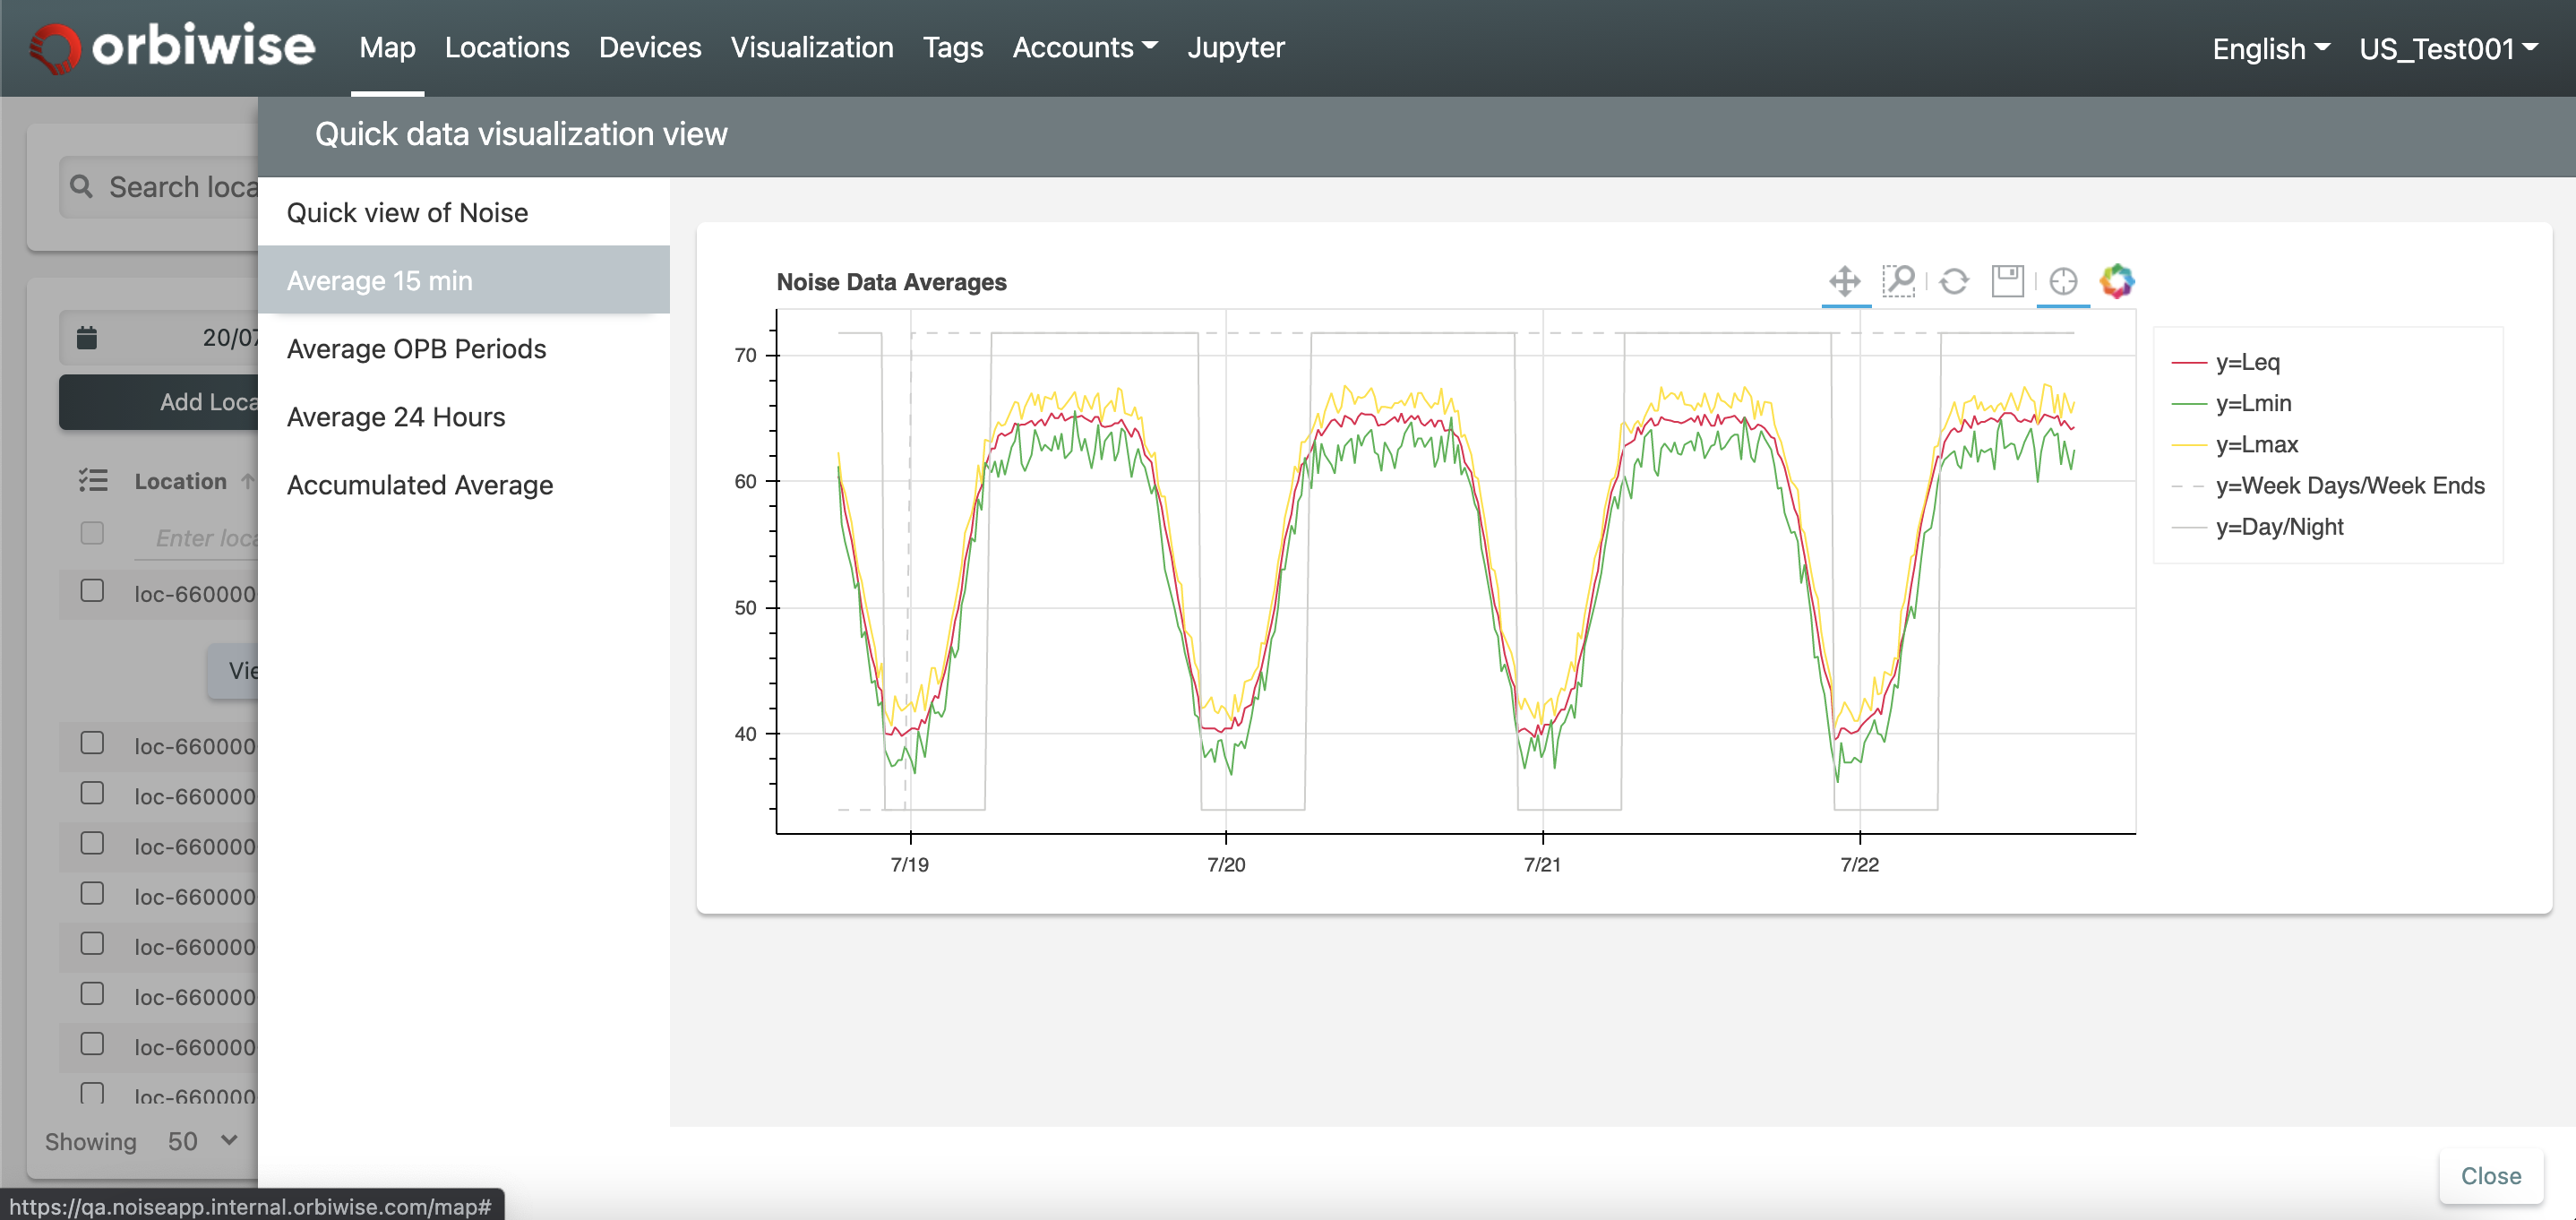 orbiwise Map Locations Devices Visualization Tags Accounts Jupyter English US_Test001
Quick data visualization view
Search loca
20/07
Add Loca
Location
Enter loca
loc-660000
Vie
loc-660000
loc-660000
loc-660000
loc-660000
loc-660000
loc-660000
loc-660000
loc-660000
Showing 50
https://qa.noiseapp.internal.orbiwise.com/map#
Quick view of Noise
Average 15 min
Average OPB Periods
Average 24 Hours
Accumulated Average
Noise Data Averages
70
60
50
40
7/19 7/20 7/21 7/22
y=Leq
y=Lmin
y=Lmax
y=Week Days/Week Ends
y=Day/Night
Close